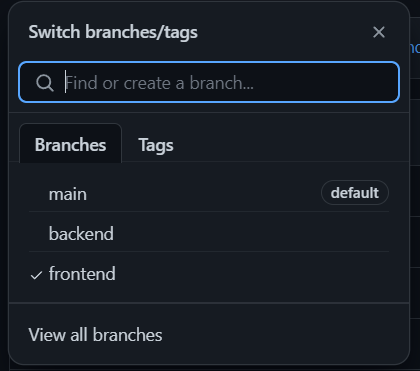 Switch branches/tags
Find or create a branch...
Branches Tags
main default
backend
frontend
View all branches